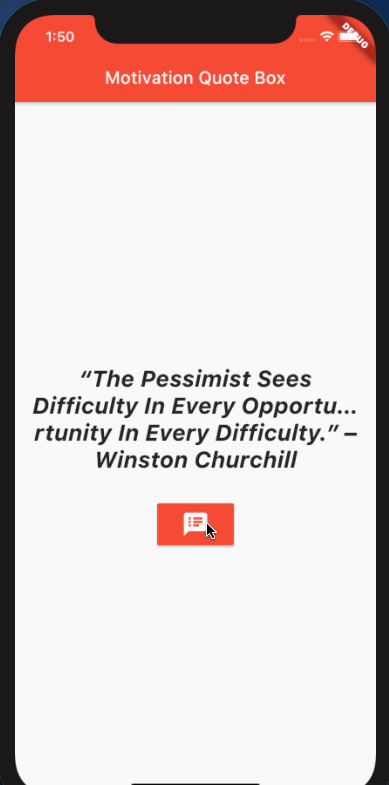 1:50
DEBUG
Motivation Quote Box
“The Pessimist Sees
Difficulty In Every Opportu...
rtunity In Every Difficulty.” –
Winston Churchill